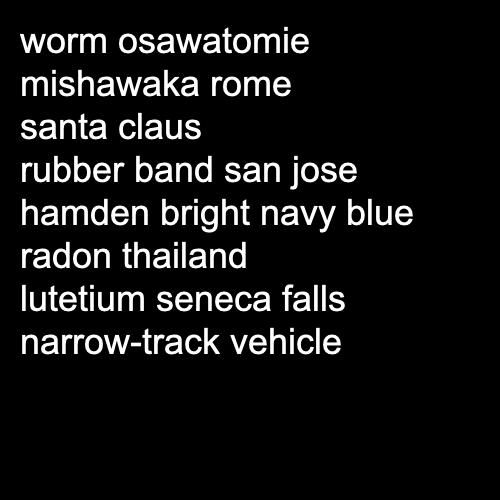 worm osawatomie
mishawaka rome
santa claus
rubber band san jose
hamden bright navy blue
radon thailand
lutetium seneca falls
narrow-track vehicle